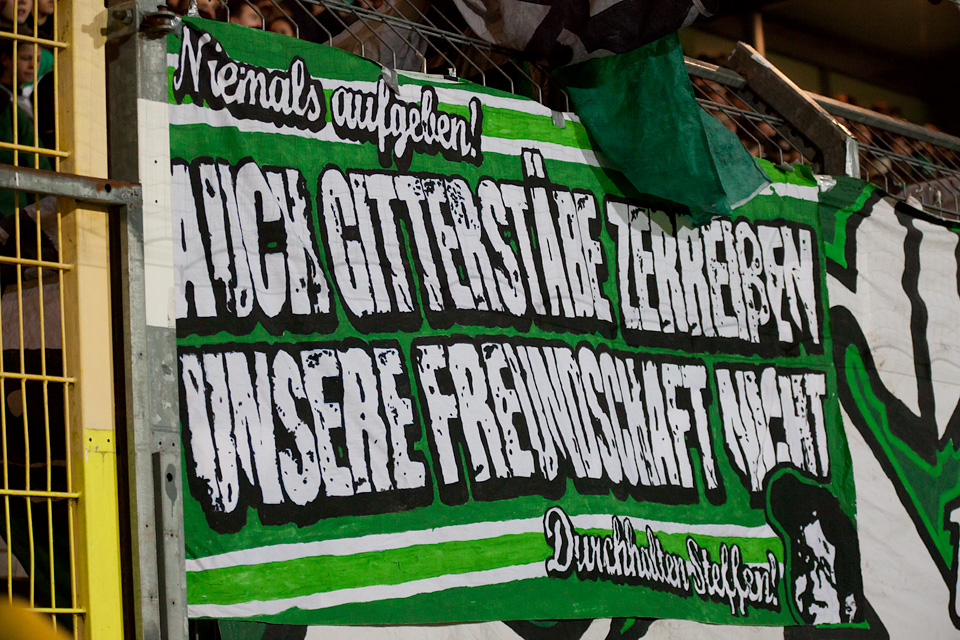 Niemals aufgeben!
AUCH GITTERSTÄBE ZERREIßEN
UNSERE FREUNDSCHAFT NICHT
Durchhalten Steffen!